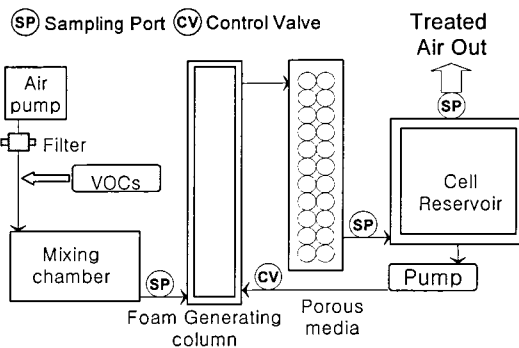 SP Sampling Port CV Control Valve
Treated
Air Out
Air
pump
SP
Filter
VOCs
Cell
Reservoir
Mixing
chamber
SP
SP
CV
Pump
Foam Generating
column
Porous
media